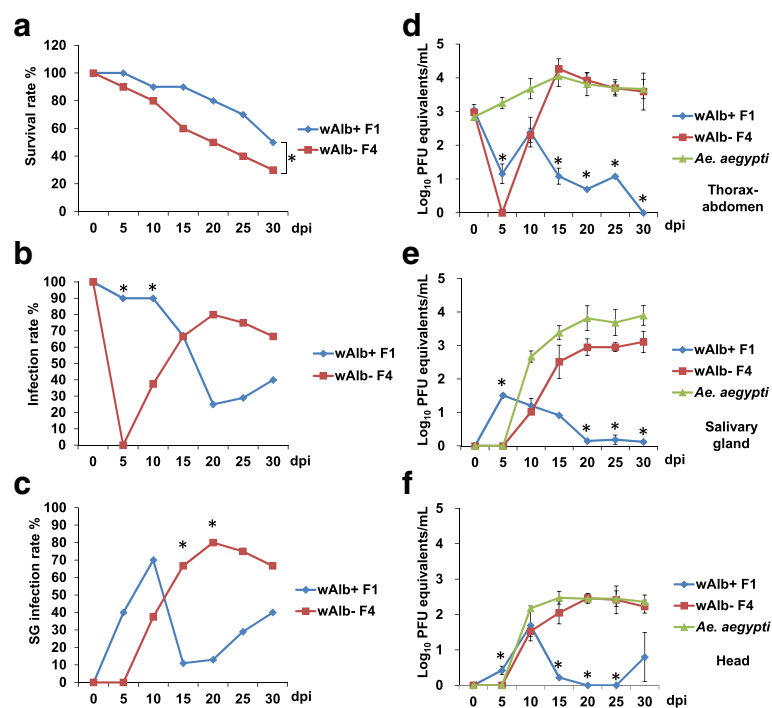 a
Survival rate %
120
100
80
60
40
20
0
0 5 10 15 20 25 30 dpi
wAlb+ F1
wAlb- F4
*
b
Infection rate %
100
90
80
70
60
50
40
30
20
10
0
0 5 10 15 20 25 30 dpi
* *
wAlb+ F1
wAlb- F4
c
SG infection rate %
100
90
80
70
60
50
40
30
20
10
0
0 5 10 15 20 25 30 dpi
* *
wAlb+ F1
wAlb- F4
d
Log10 PFU equivalents/mL
5
4
3
2
1
0
0 5 10 15 20 25 30 dpi
* * * * *
wAlb+ F1
wAlb- F4
Ae. aegypti
Thorax-
abdomen
e
Log10 PFU equivalents/mL
5
4
3
2
1
0
0 5 10 15 20 25 30 dpi
* * * *
wAlb+ F1
wAlb- F4
Ae. aegypti
Salivary
gland
f
Log10 PFU equivalents/mL
5
4
3
2
1
0
0 5 10 15 20 25 30 dpi
* * * *
wAlb+ F1
wAlb- F4
Ae. aegypti
Head